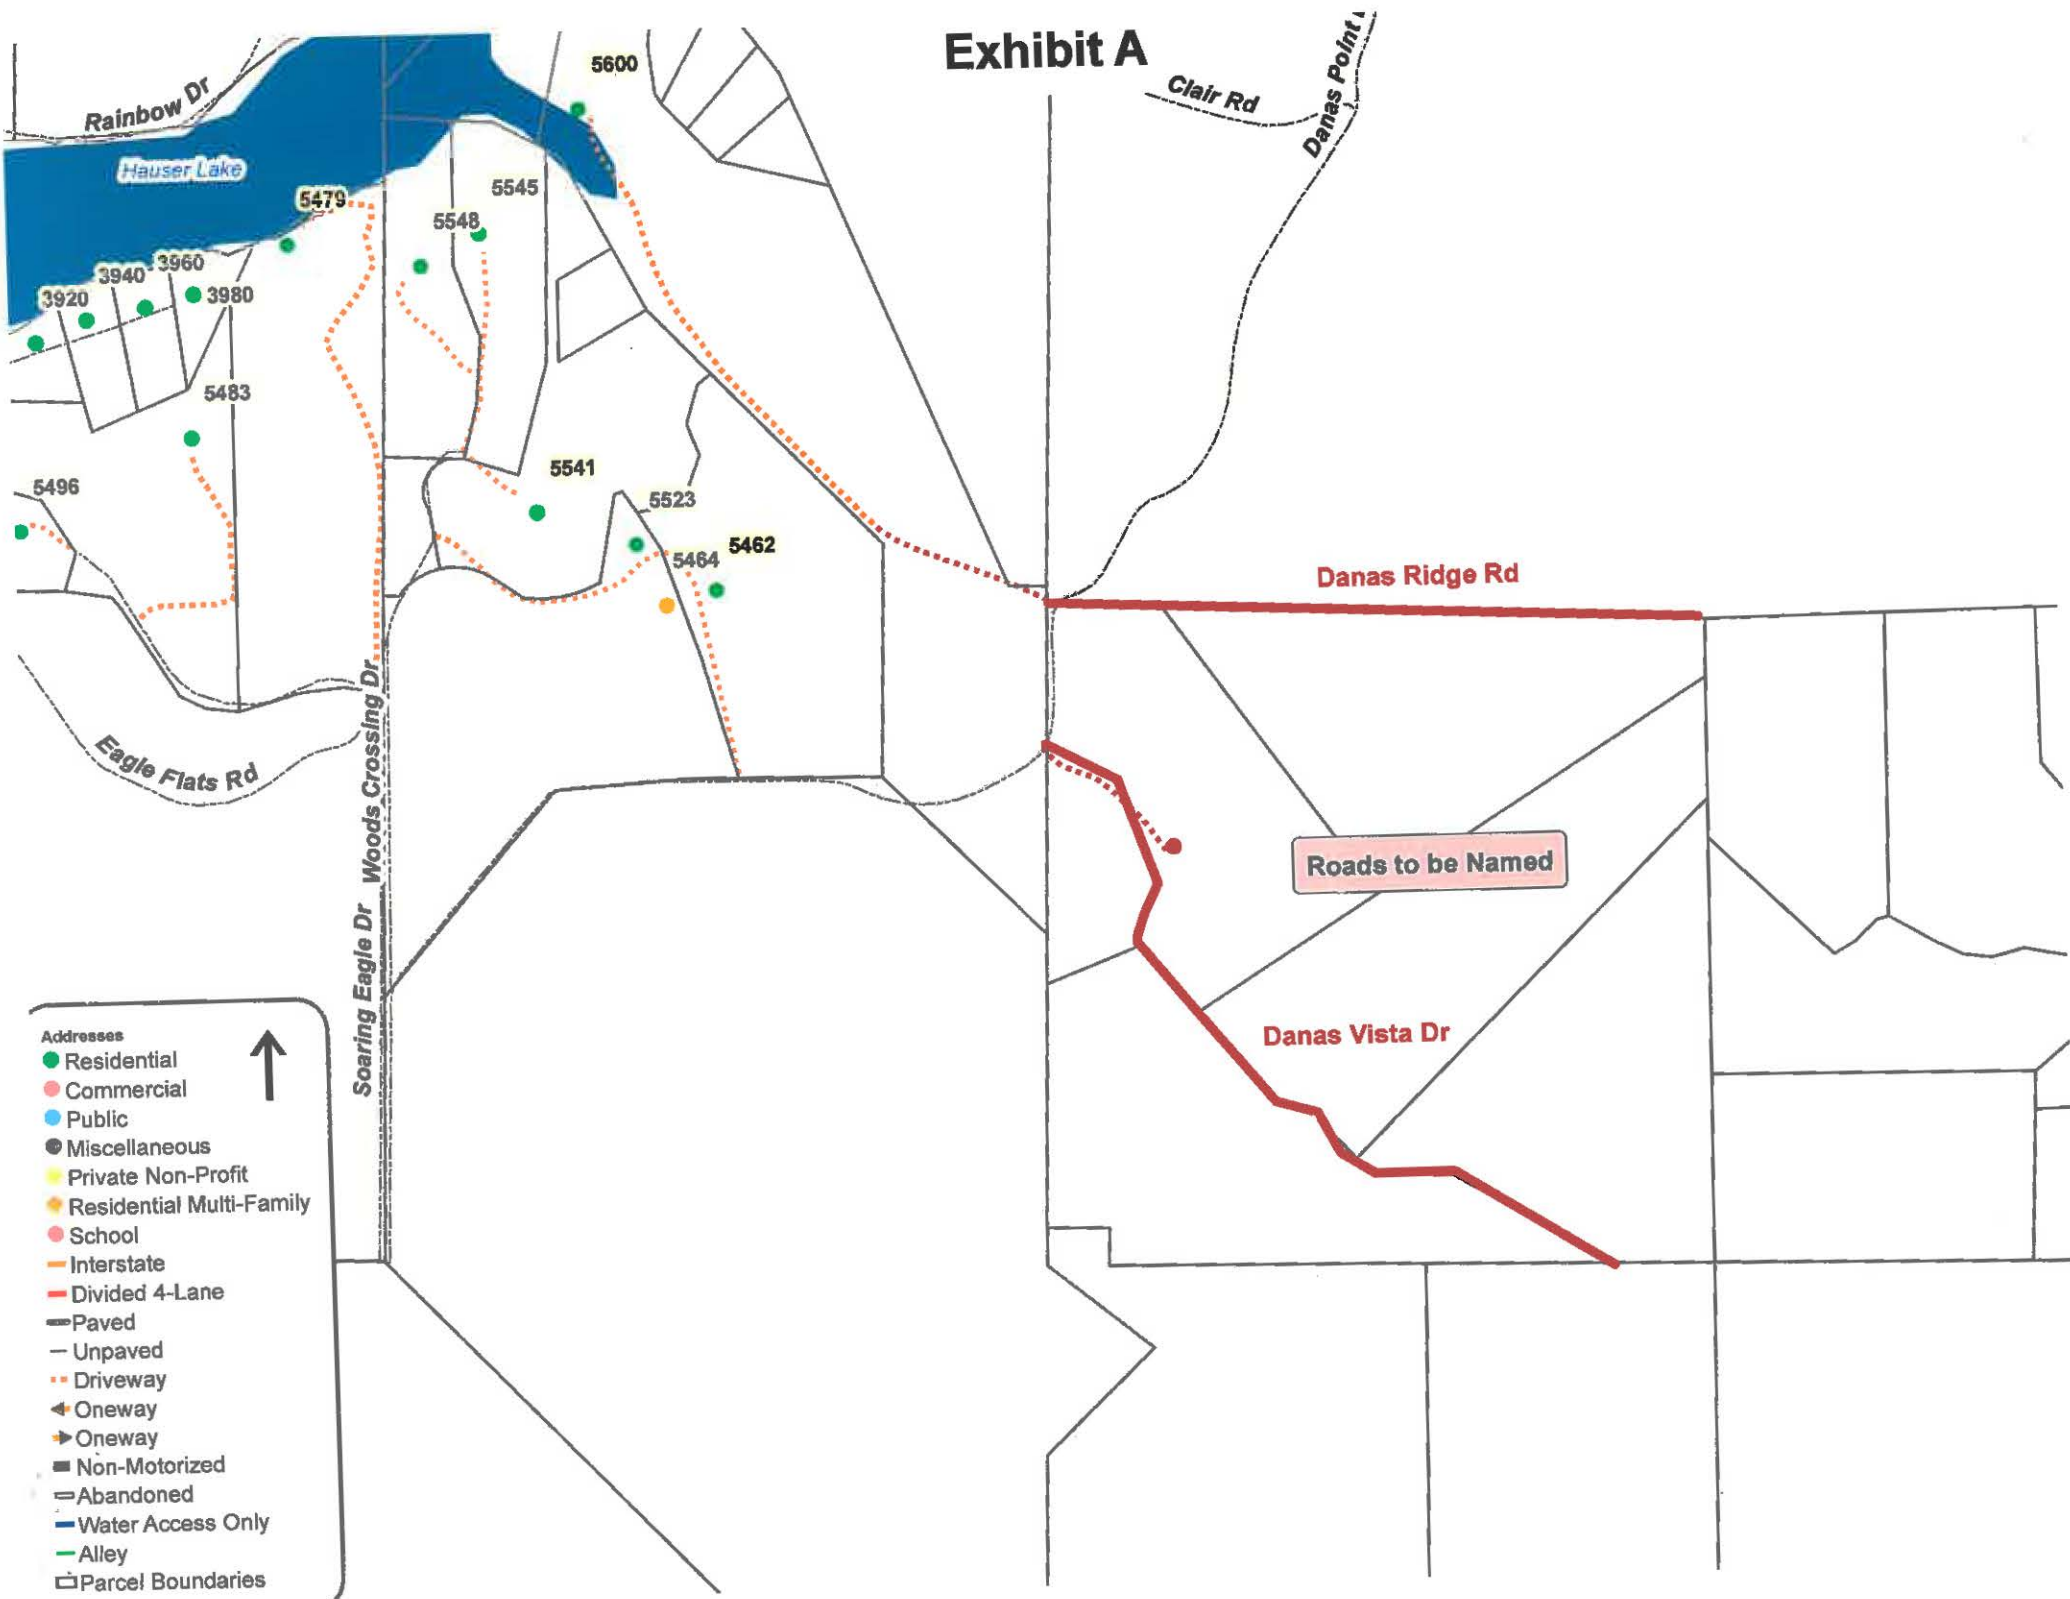 Exhibit A
Rainbow Dr
Hauser Lake
5600
Clair Rd
Danas Point
5479
5545
5548
3960
3940
3920
3980
5483
5541
5496
5523
5462
5464
Danas Ridge Rd
Eagle Flats Rd
Woods Crossing Dr
Soaring Eagle Dr
Roads to be Named
Danas Vista Dr
Addresses
Residential
Commercial
Public
Miscellaneous
Private Non-Profit
Residential Multi-Family
School
Interstate
Divided 4-Lane
Paved
Unpaved
Driveway
Oneway
Oneway
Non-Motorized
Abandoned
Water Access Only
Alley
Parcel Boundaries